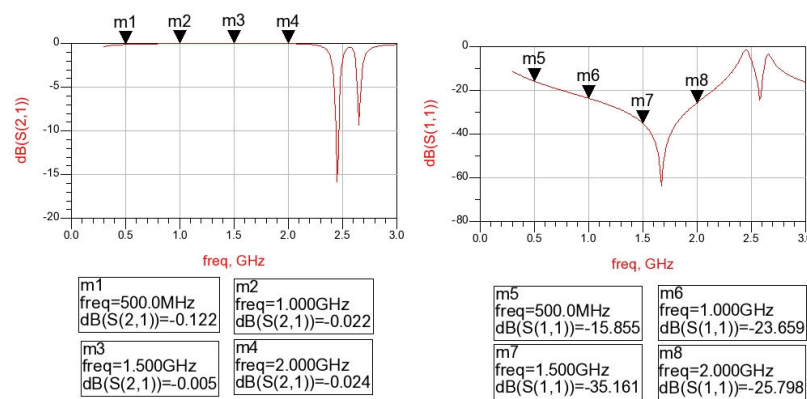 m1 m2 m3 m4
dB(S(2,1))
0
-5
-10
-15
-20
0.0 0.5 1.0 1.5 2.0 2.5 3.0
freq, GHz
m1
freq=500.0MHz
dB(S(2,1))=-0.122
m2
freq=1.000GHz
dB(S(2,1))=-0.022
m3
freq=1.500GHz
dB(S(2,1))=-0.005
m4
freq=2.000GHz
dB(S(2,1))=-0.024
m5
m6
m7
m8
dB(S(1,1))
0
-20
-40
-60
-80
0.0 0.5 1.0 1.5 2.0 2.5 3.0
freq, GHz
m5
freq=500.0MHz
dB(S(1,1))=-15.855
m6
freq=1.000GHz
dB(S(1,1))=-23.659
m7
freq=1.500GHz
dB(S(1,1))=-35.161
m8
freq=2.000GHz
dB(S(1,1))=-25.798